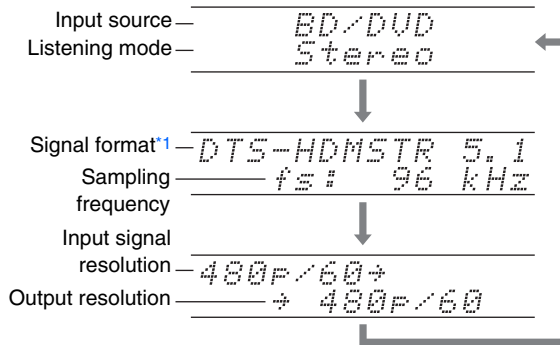 Input source
BD/DVD
Listening mode
Stereo
Signal format*1
DTS-HDMSTR 5.1
Sampling frequency
fs: 96 kHz
Input signal resolution
480p/60→
Output resolution
→ 480p/60